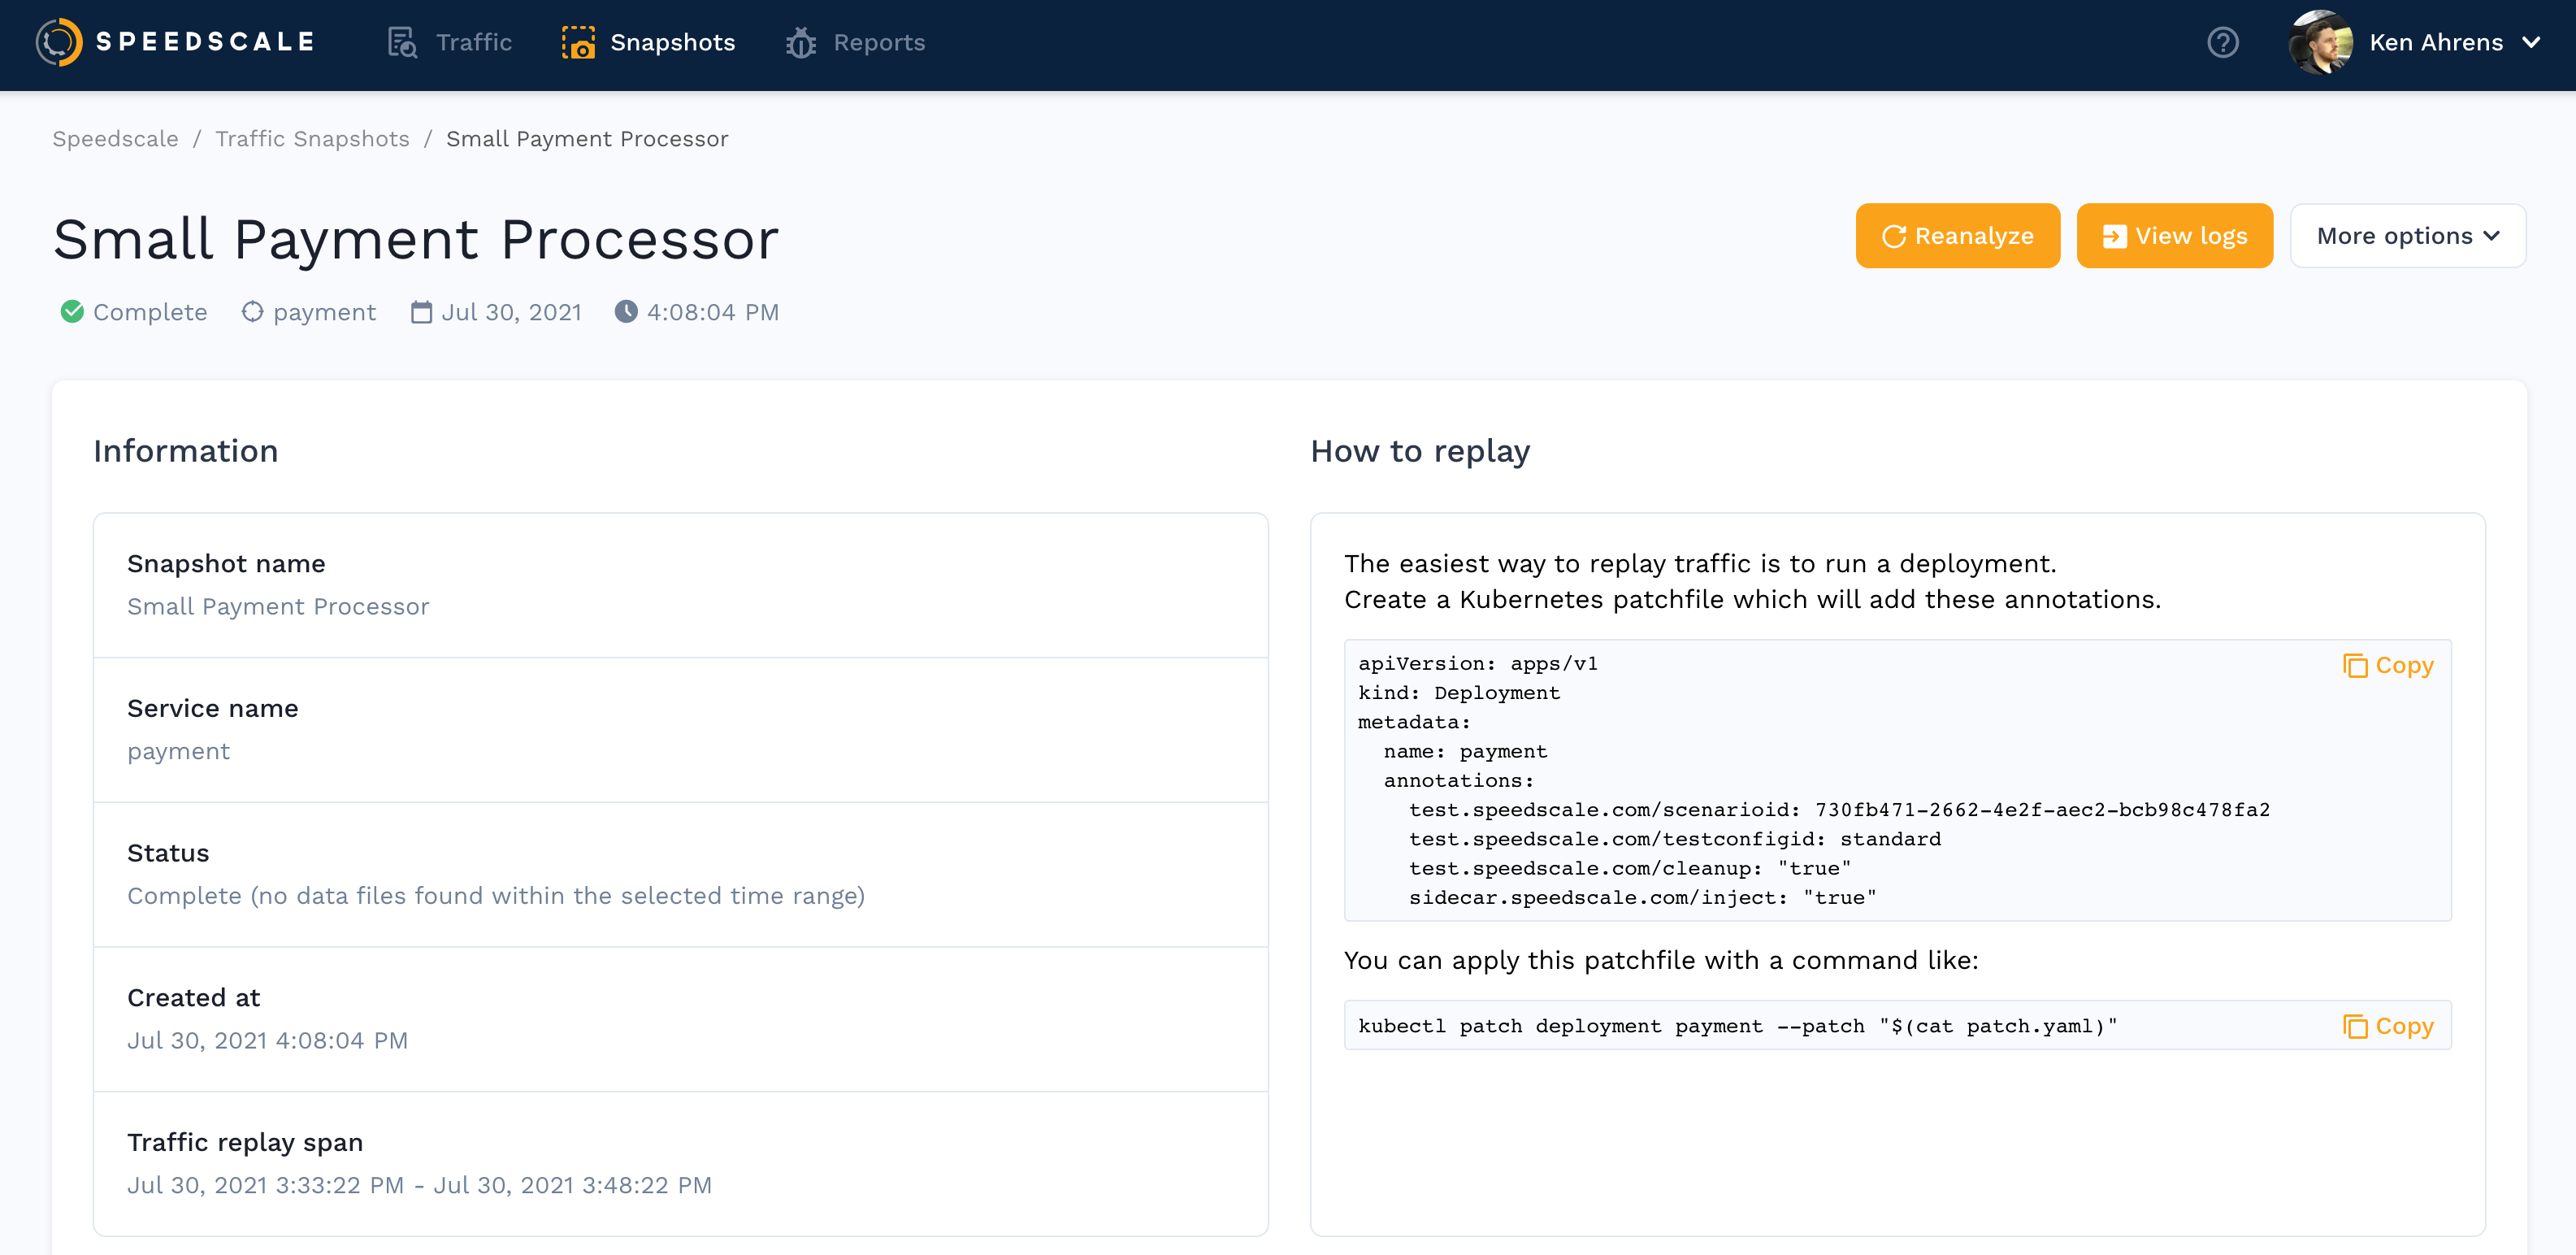 SPEEDSCALE Traffic Snapshots Reports Ken Ahrens
Speedscale / Traffic Snapshots / Small Payment Processor
Small Payment Processor
Reanalyze View logs More options
Complete payment Jul 30, 2021 4:08:04 PM
Information
Snapshot name
Small Payment Processor
Service name
payment
Status
Complete (no data files found within the selected time range)
Created at
Jul 30, 2021 4:08:04 PM
Traffic replay span
Jul 30, 2021 3:33:22 PM - Jul 30, 2021 3:48:22 PM
How to replay
The easiest way to replay traffic is to run a deployment.
Create a Kubernetes patchfile which will add these annotations.
Copy
apiVersion: apps/v1
kind: Deployment
metadata:
  name: payment
  annotations:
    test.speedscale.com/scenarioid: 730fb471-2662-4e2f-aec2-bcb98c478fa2
    test.speedscale.com/testconfigid: standard
    test.speedscale.com/cleanup: "true"
    sidecar.speedscale.com/inject: "true"
You can apply this patchfile with a command like:
kubectl patch deployment payment --patch "$(cat patch.yaml)"
Copy